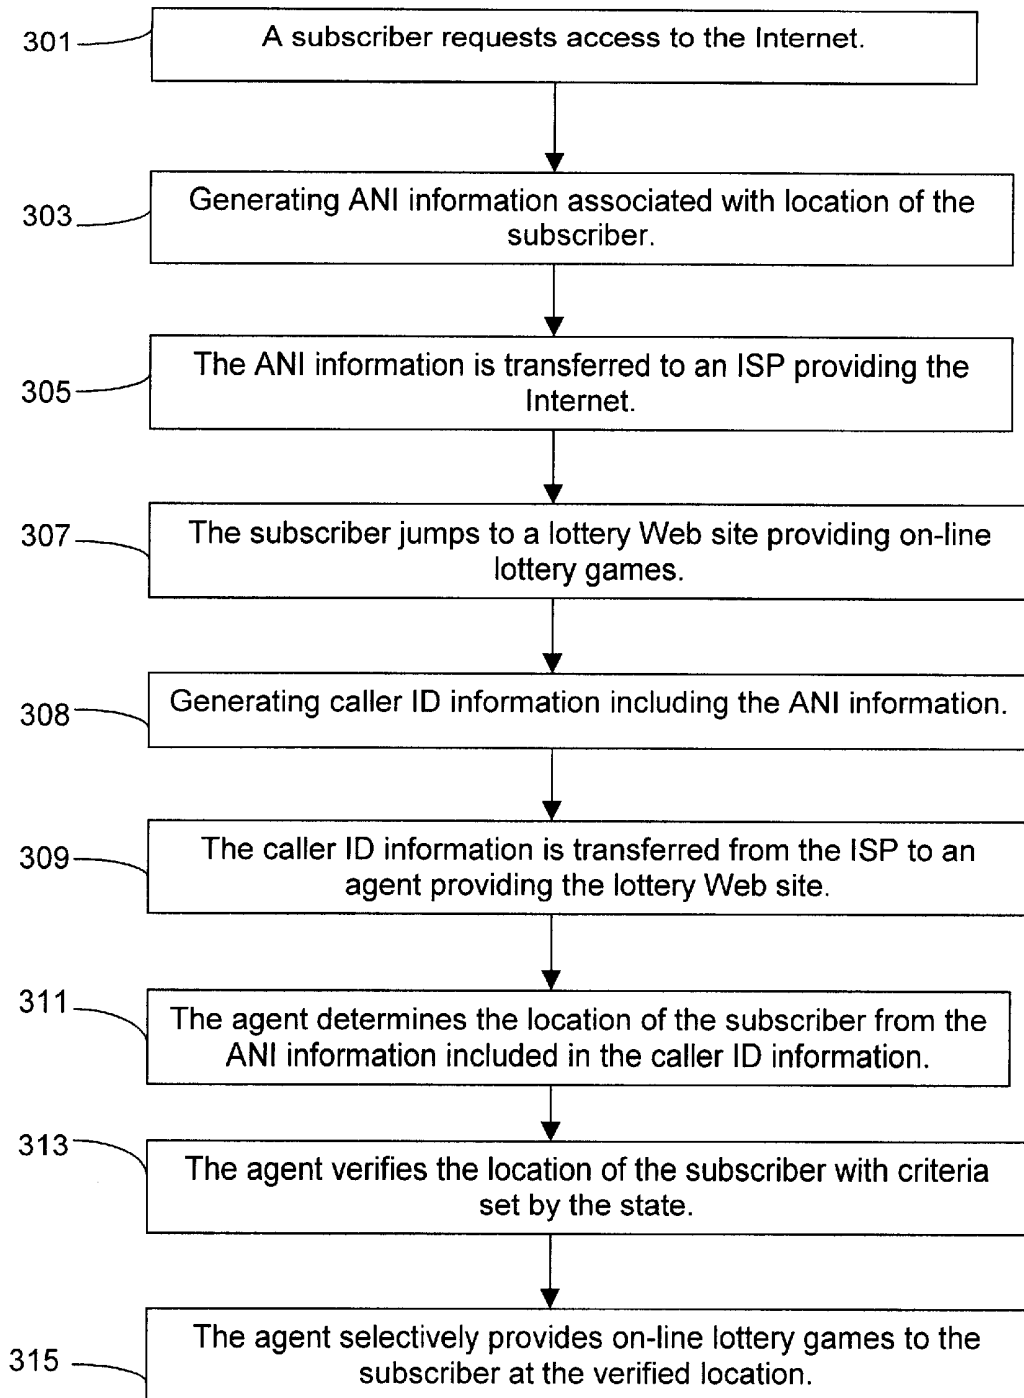 301
A subscriber requests access to the Internet.
303
Generating ANI information associated with location of the
subscriber.
305
The ANI information is transferred to an ISP providing the
Internet.
307
The subscriber jumps to a lottery Web site providing on-line
lottery games.
308
Generating caller ID information including the ANI information.
309
The caller ID information is transferred from the ISP to an
agent providing the lottery Web site.
311
The agent determines the location of the subscriber from the
ANI information included in the caller ID information.
313
The agent verifies the location of the subscriber with criteria
set by the state.
315
The agent selectively provides on-line lottery games to the
subscriber at the verified location.